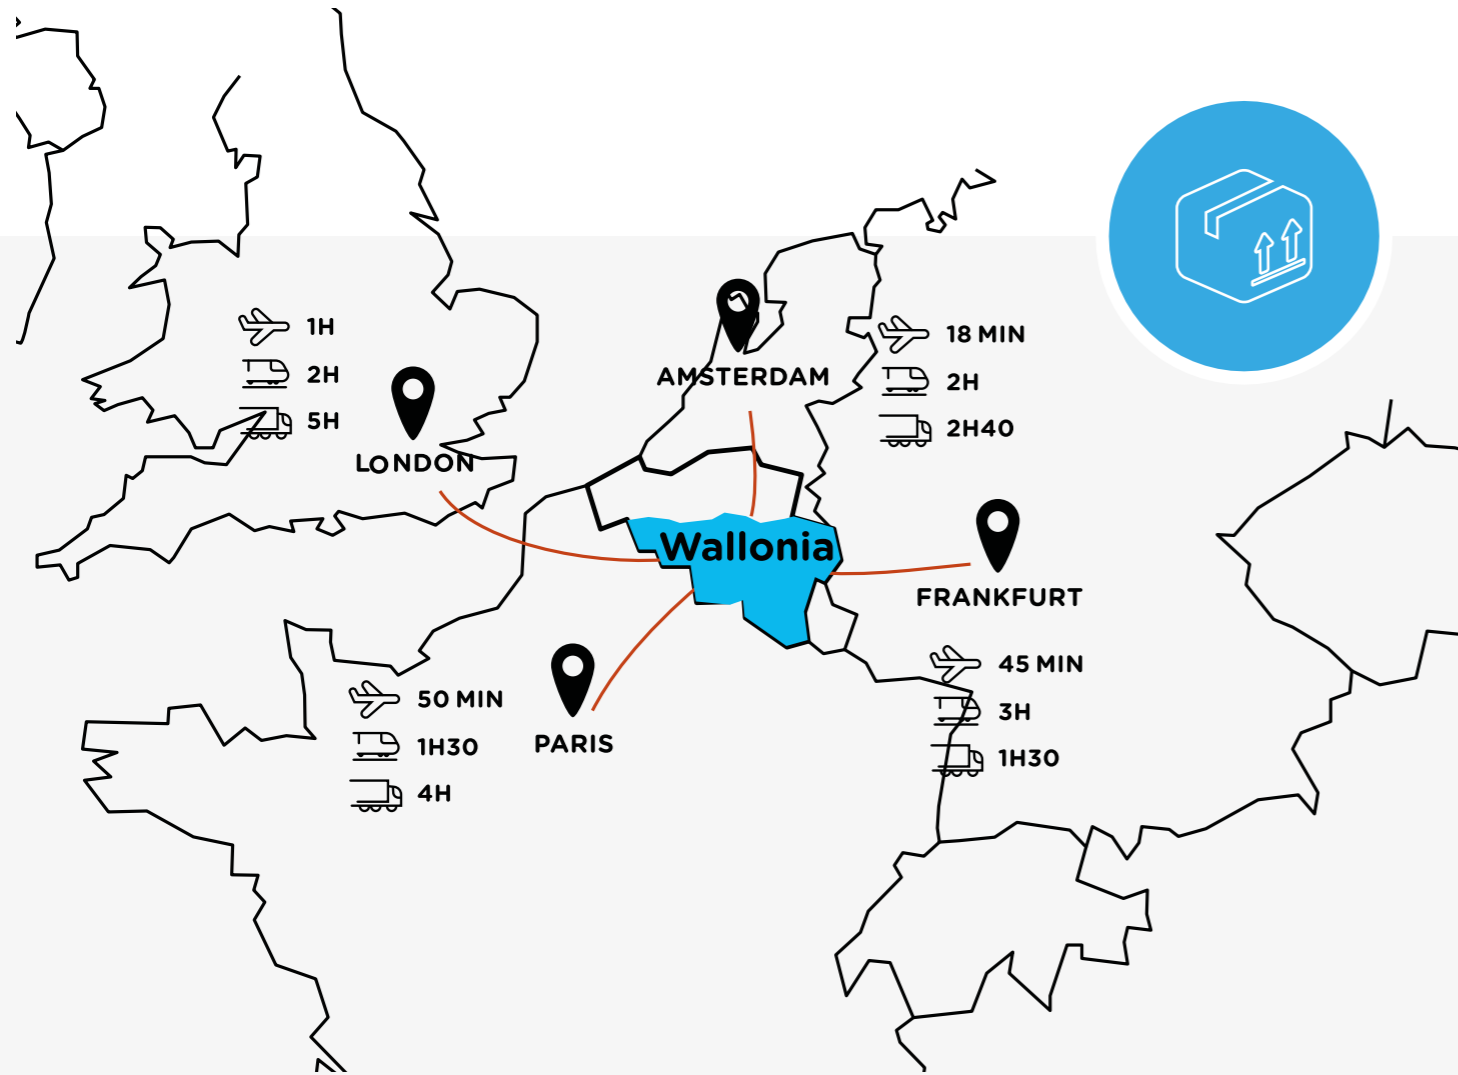 1H
2H
5H
LONDON
AMSTERDAM
18 MIN
2H
2H40
Wallonia
FRANKFURT
45 MIN
3H
1H30
50 MIN
1H30
4H
PARIS